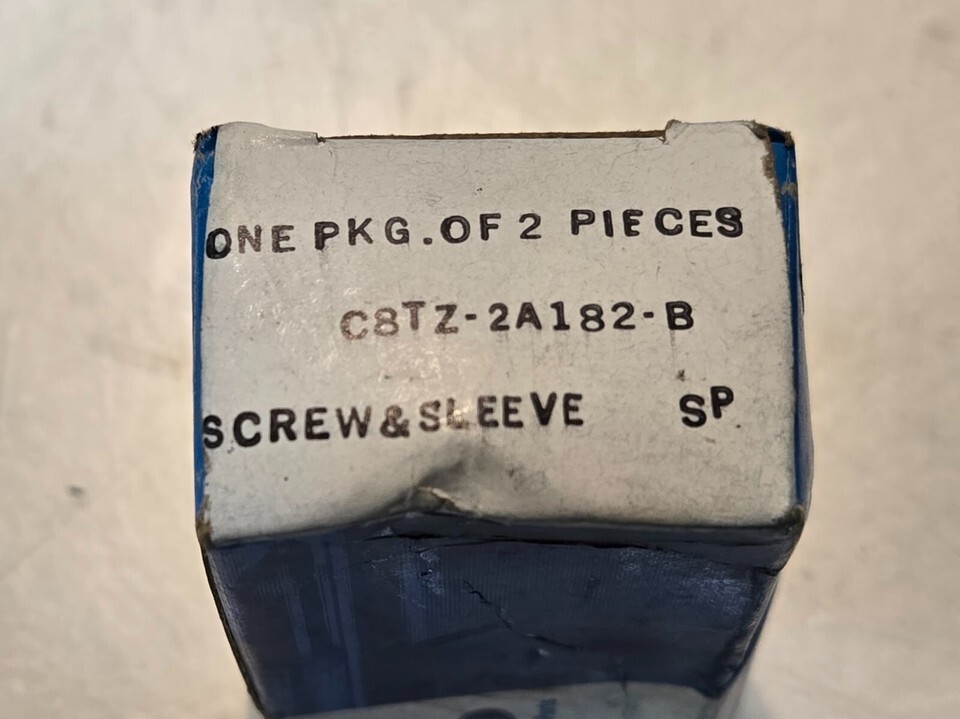 ONE PKG. OF 2 PIECES
C8TZ-2A182-B
SCREW & SLEEVE SP